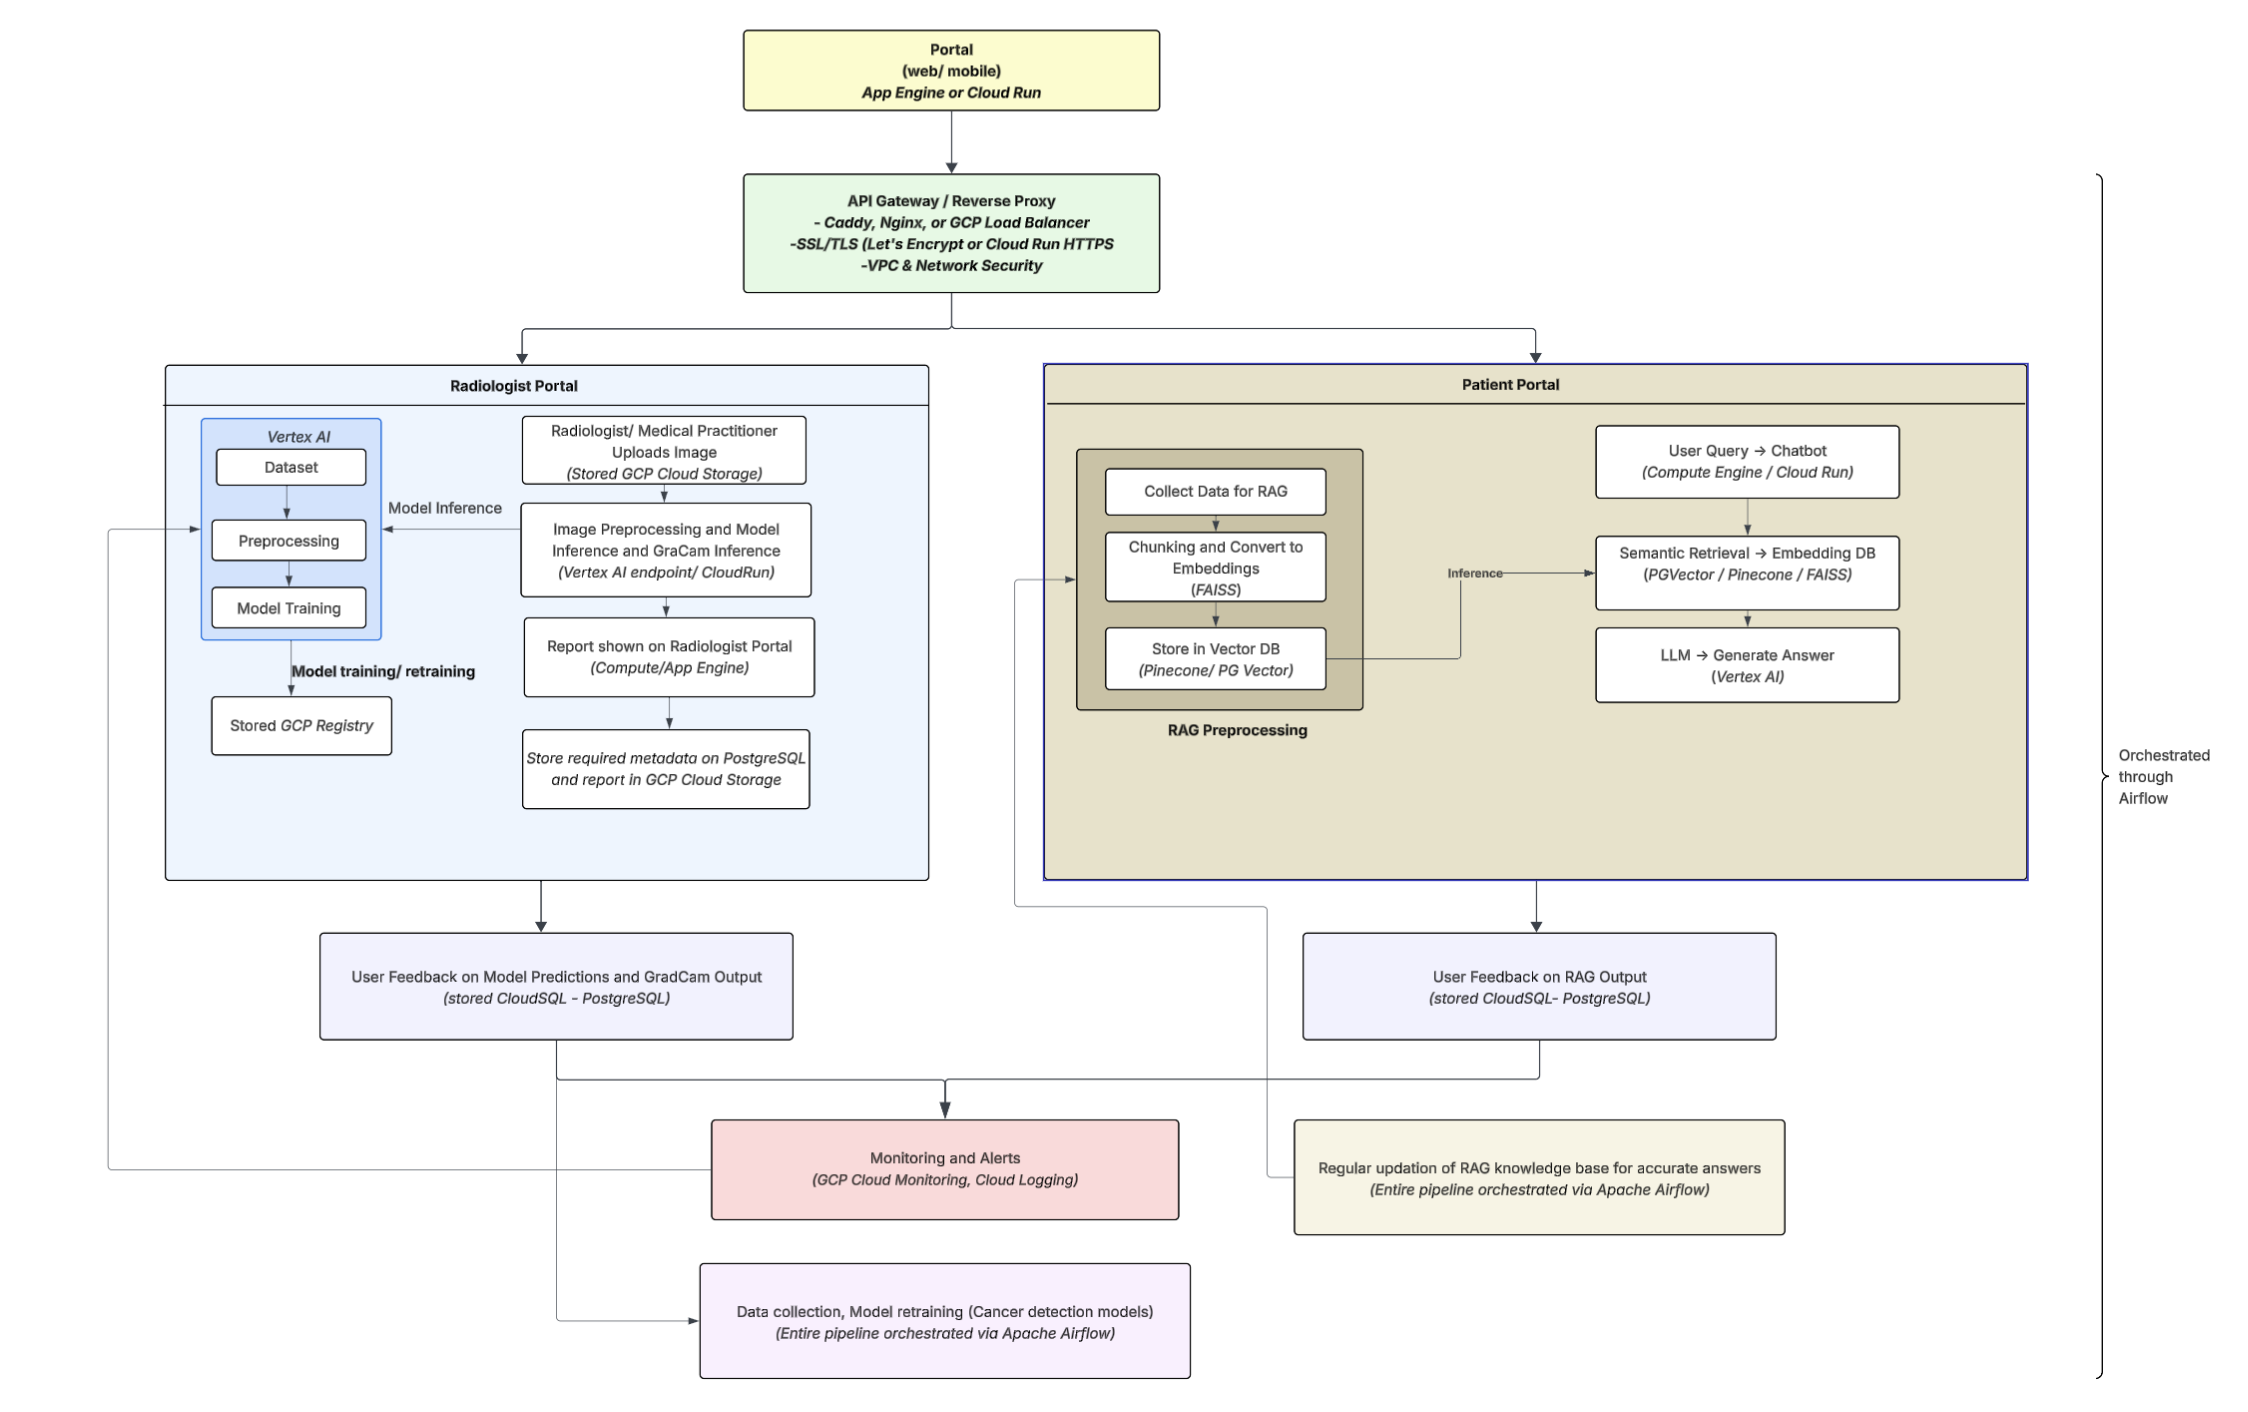 Portal
(web/ mobile)
App Engine or Cloud Run
API Gateway / Reverse Proxy
- Caddy, Nginx, or GCP Load Balancer
-SSL/TLS (Let's Encrypt or Cloud Run HTTPS
-VPC & Network Security
Radiologist Portal
Vertex AI
Dataset
Preprocessing
Model Training
Model training/ retraining
Stored GCP Registry
Model Inference
Radiologist/ Medical Practitioner
Uploads Image
(Stored GCP Cloud Storage)
Image Preprocessing and Model
Inference and GraCam Inference
(Vertex AI endpoint/ CloudRun)
Report shown on Radiologist Portal
(Compute/App Engine)
Store required metadata on PostgreSQL
and report in GCP Cloud Storage
Patient Portal
Collect Data for RAG
Chunking and Convert to
Embeddings
(FAISS)
Store in Vector DB
(Pinecone/ PG Vector)
RAG Preprocessing
Inference
User Query → Chatbot
(Compute Engine / Cloud Run)
Semantic Retrieval → Embedding DB
(PGVector / Pinecone / FAISS)
LLM → Generate Answer
(Vertex AI)
Orchestrated
through
Airflow
User Feedback on Model Predictions and GradCam Output
(stored CloudSQL - PostgreSQL)
User Feedback on RAG Output
(stored CloudSQL- PostgreSQL)
Monitoring and Alerts
(GCP Cloud Monitoring, Cloud Logging)
Regular updation of RAG knowledge base for accurate answers
(Entire pipeline orchestrated via Apache Airflow)
Data collection, Model retraining (Cancer detection models)
(Entire pipeline orchestrated via Apache Airflow)